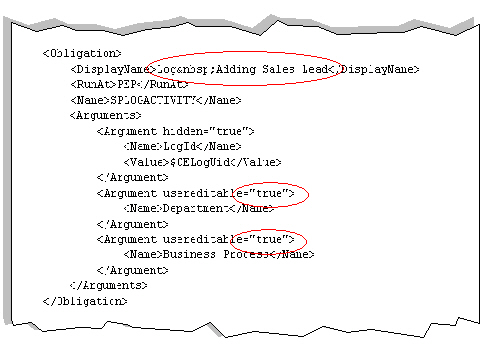 <Obligation>
<DisplayName>Log&nbsp;Adding Sales Lead</DisplayName>
<RunAt>PEP</RunAt>
<Name>SPLOGACTIVITY</Name>
<Arguments>
<Argument hidden="true">
<Name>LogId</Name>
<Value>$CELogUid</Value>
</Argument>
<Argument usereditable="true">
<Name>Department</Name>
</Argument>
<Argument usereditable="true">
<Name>Business Process</Name>
</Argument>
</Arguments>
</Obligation>